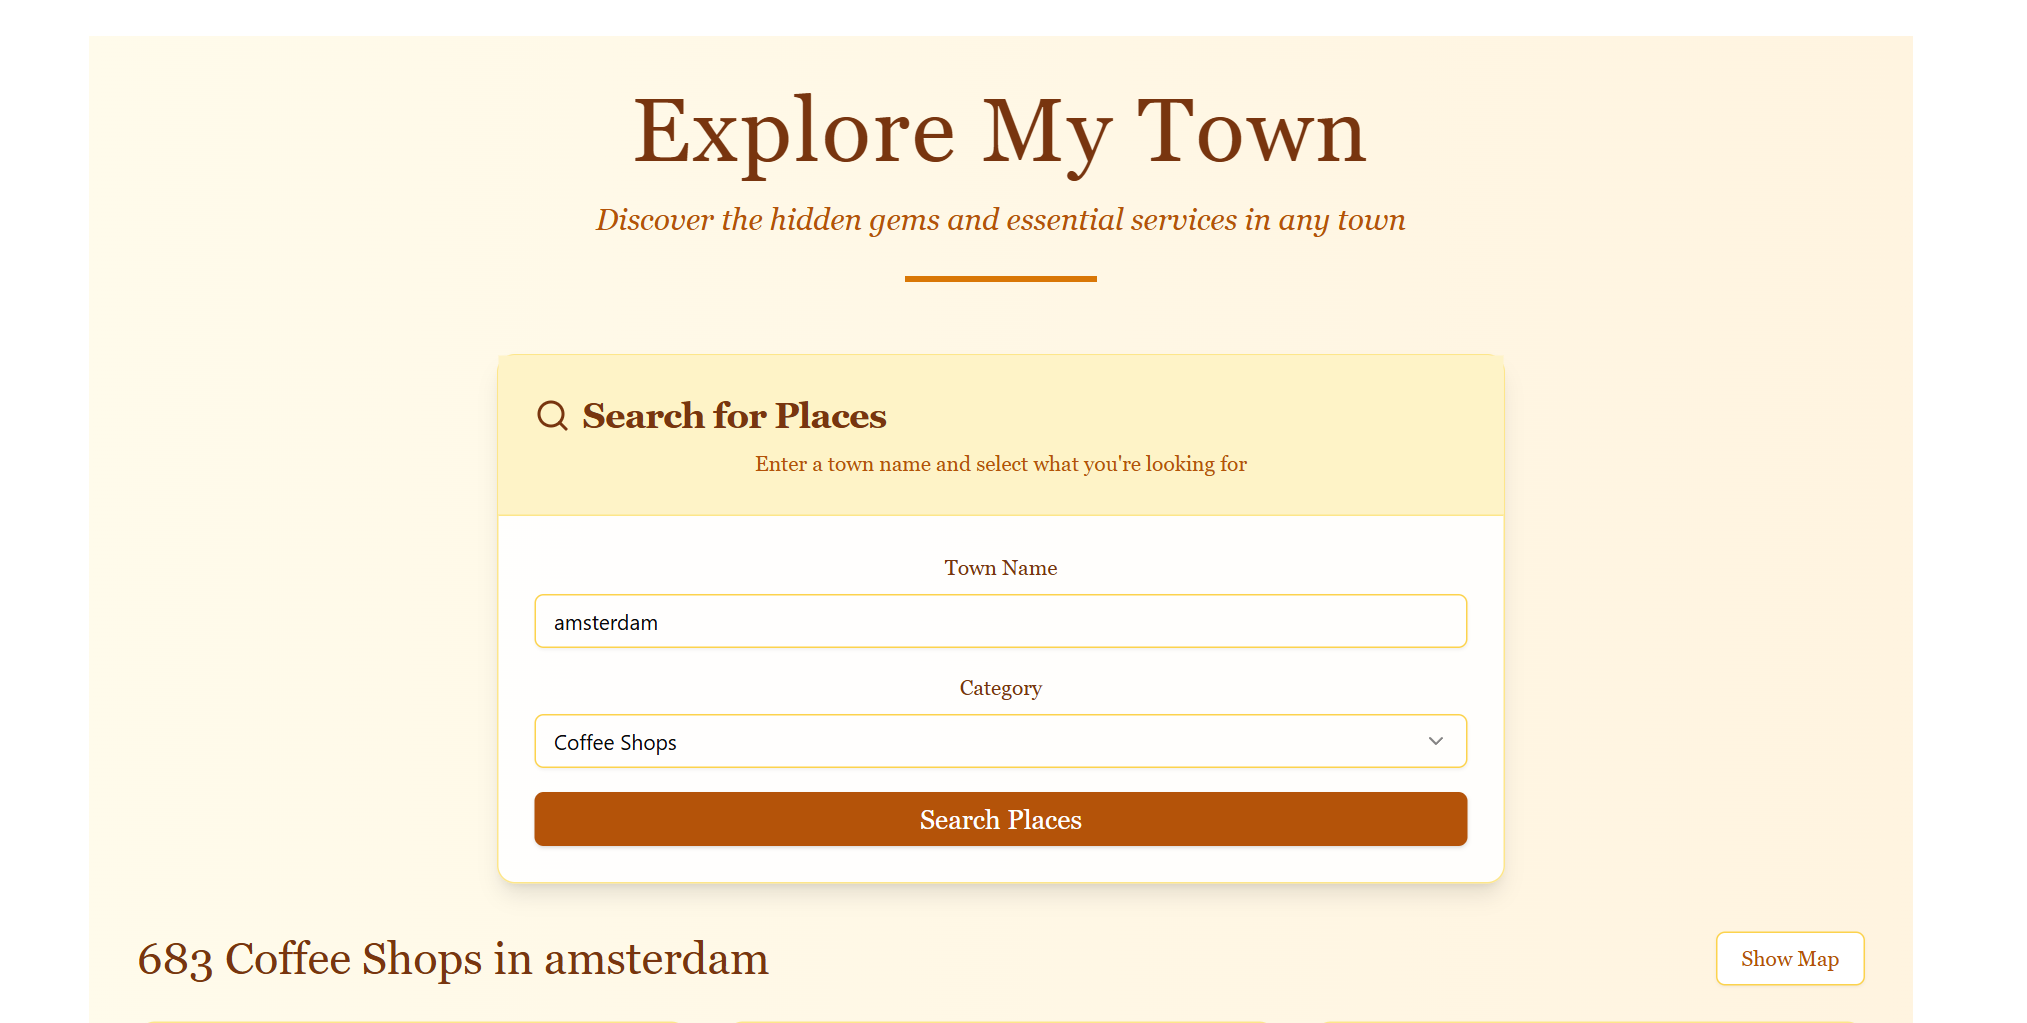 Explore My Town
Discover the hidden gems and essential services in any town
Search for Places
Enter a town name and select what you're looking for
Town Name
amsterdam
Category
Coffee Shops
Search Places
683 Coffee Shops in amsterdam
Show Map